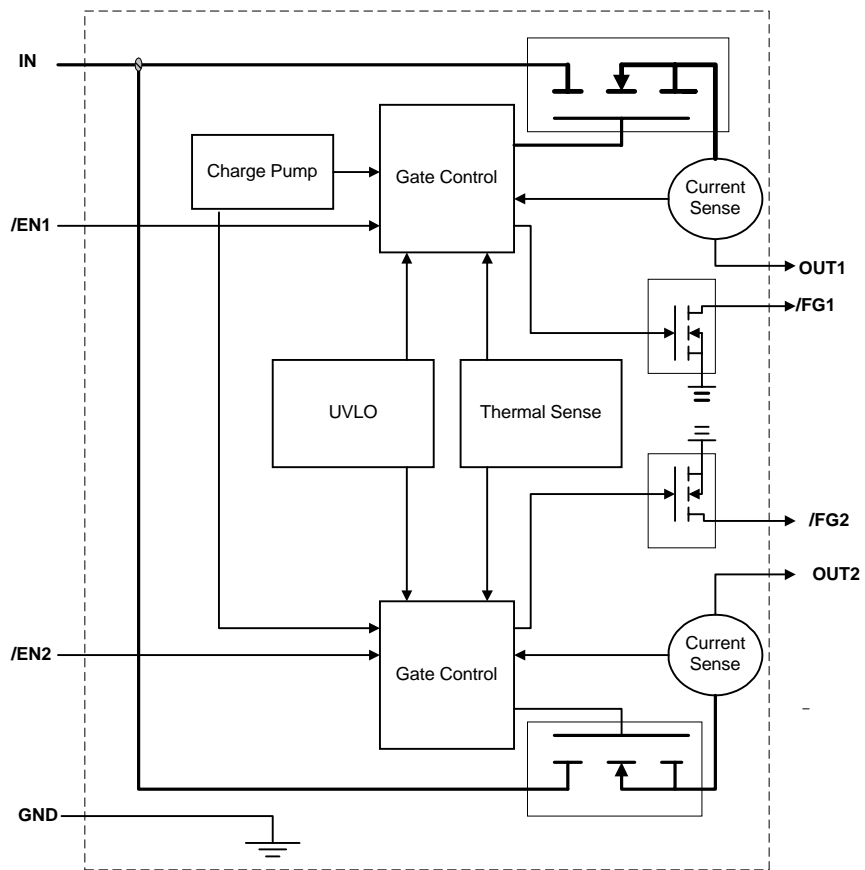 IN
Charge Pump
Gate Control
Current
Sense
/EN1
OUT1
/FG1
UVLO
Thermal Sense
/FG2
OUT2
/EN2
Gate Control
Current
Sense
GND